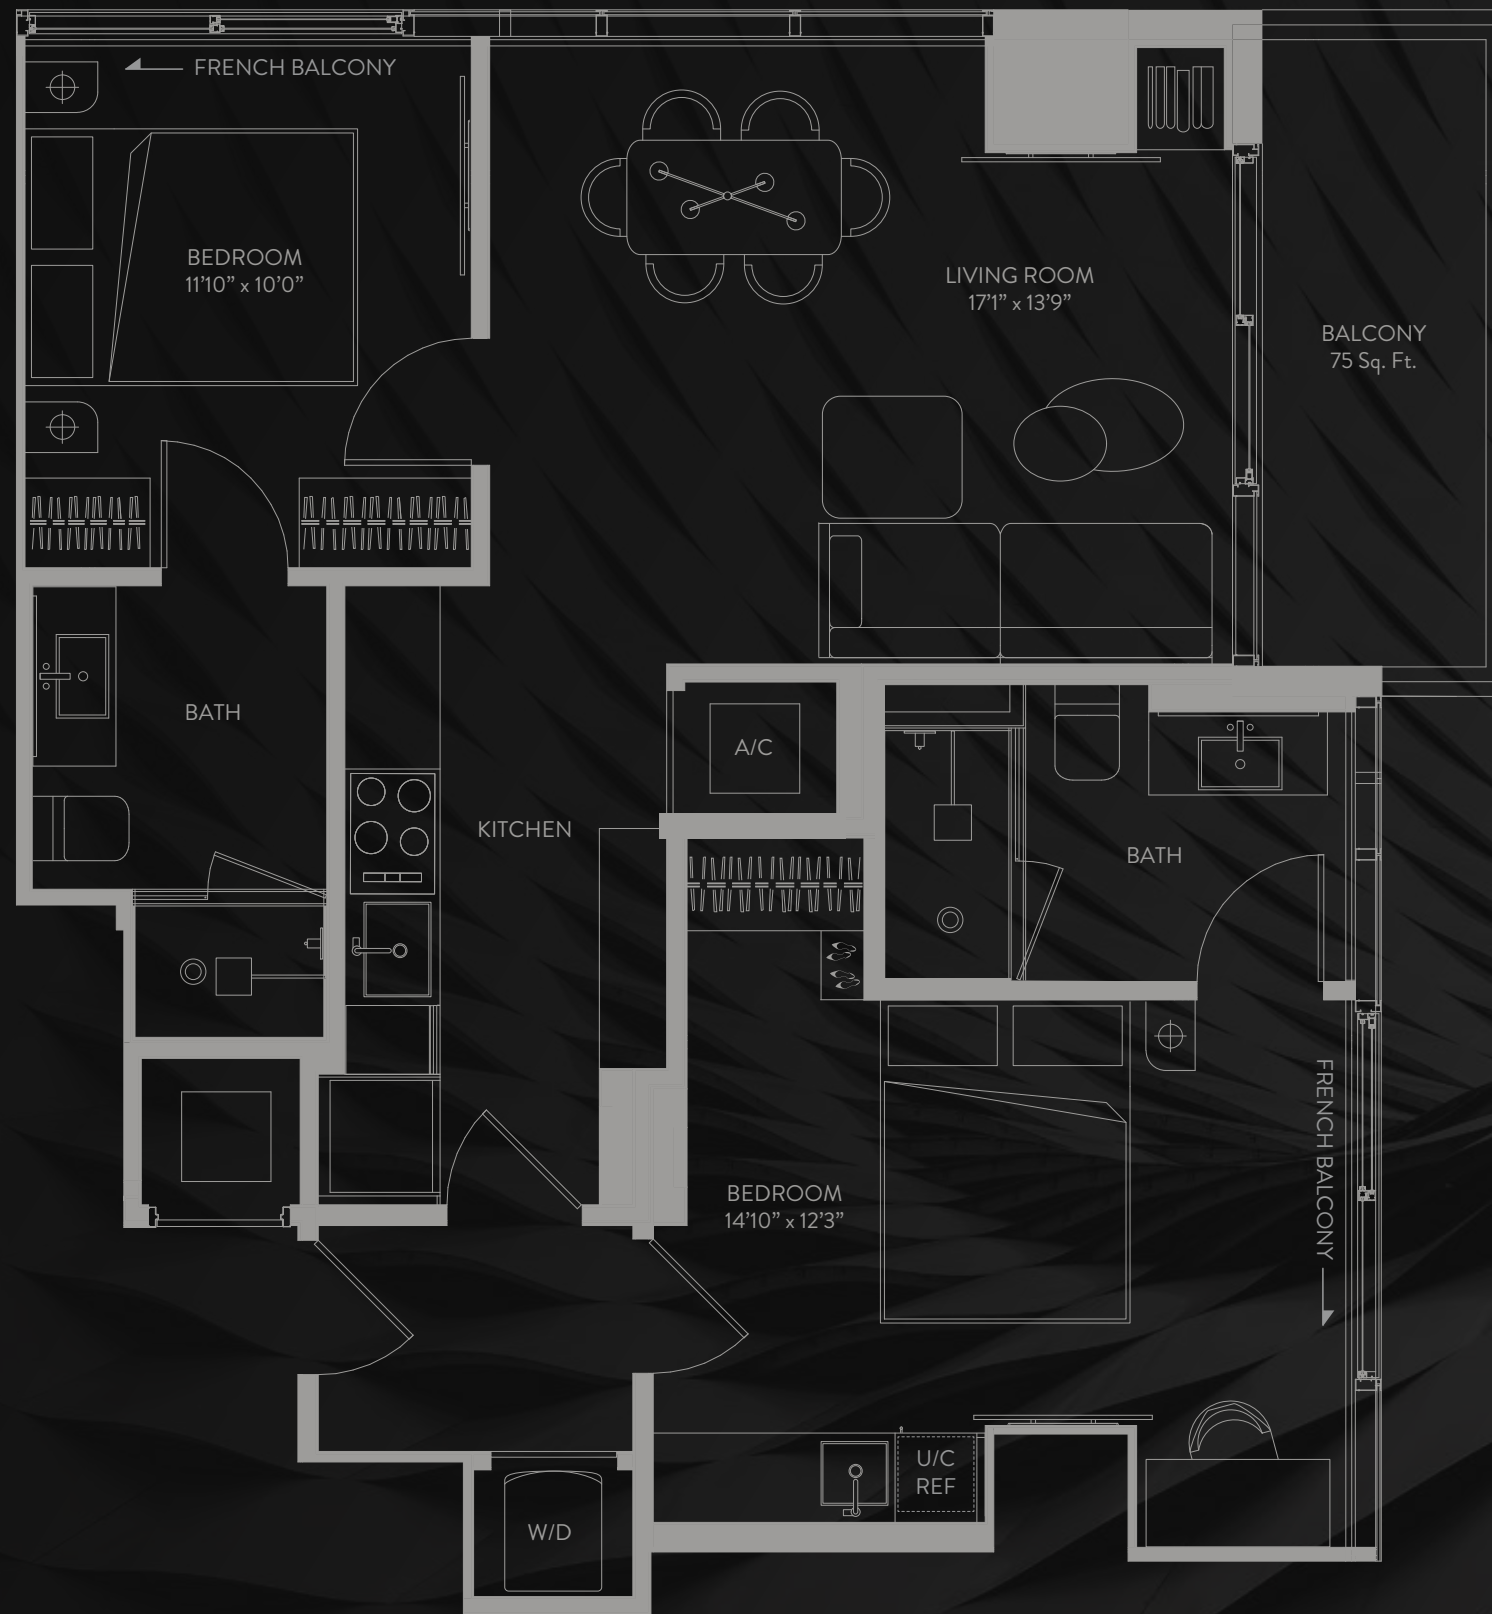 FRENCH BALCONY
BEDROOM
11’10” x 10’0”
LIVING ROOM
17’1” x 13’9”
BALCONY
75 Sq. Ft.
BATH
A/C
KITCHEN
BATH
FRENCH BALCONY
BEDROOM
14’10” x 12’3”
U/C
REF
W/D